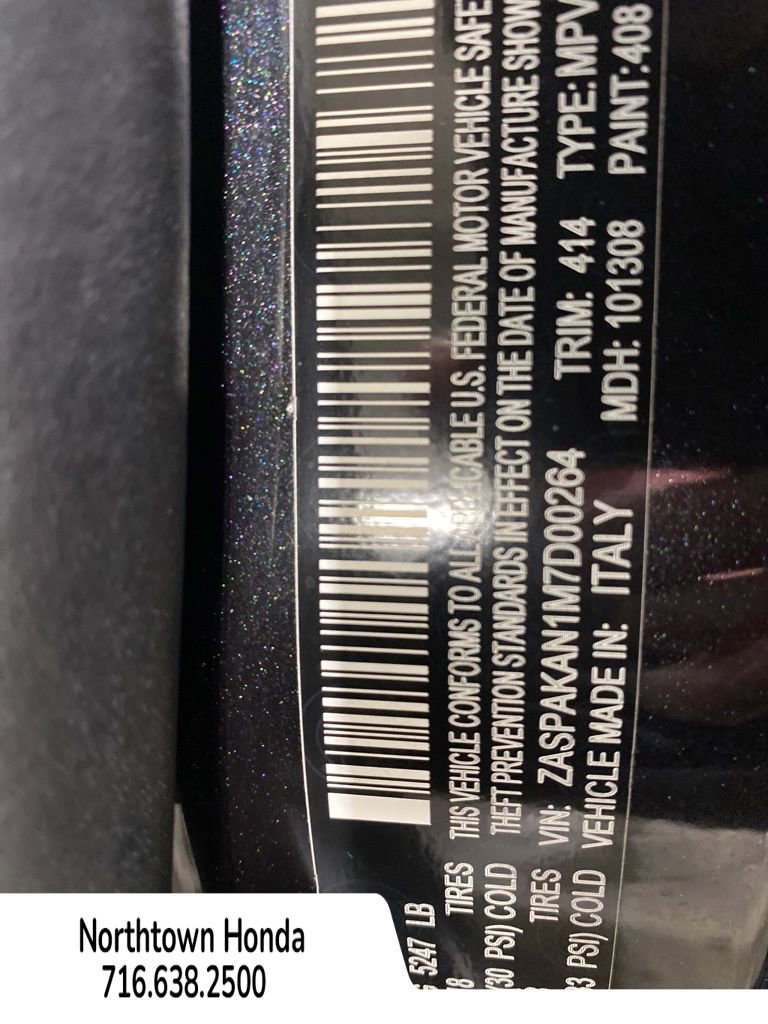 5247 LB
TIRES
30 PSI) COLD
TIRES
PSI) COLD
THIS VEHICLE CONFORMS TO ALL APPLICABLE U.S. FEDERAL MOTOR VEHICLE SAFE
THEFT PREVENTION STANDARDS IN EFFECT ON THE DATE OF MANUFACTURE SHOW
VIN: ZASPAKAN1M7D00264 TRIM: 414 TYPE: MPV
VEHICLE MADE IN: ITALY MDH: 101308 PAINT: 408
Northtown Honda
716.638.2500